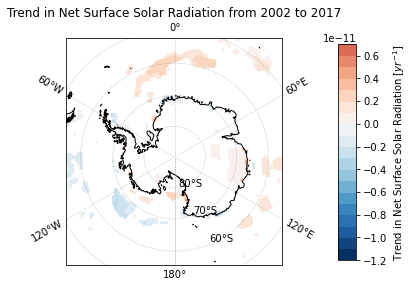 Trend in Net Surface Solar Radiation from 2002 to 2017
0°
1e−11
60°W
60°E
0.6
0.4
0.2
0.0
−0.2
−0.4
−0.6
−0.8
−1.0
−1.2
Trend in Net Surface Solar Radiation [yr⁻¹]
80°S
70°S
60°S
120°W
120°E
180°